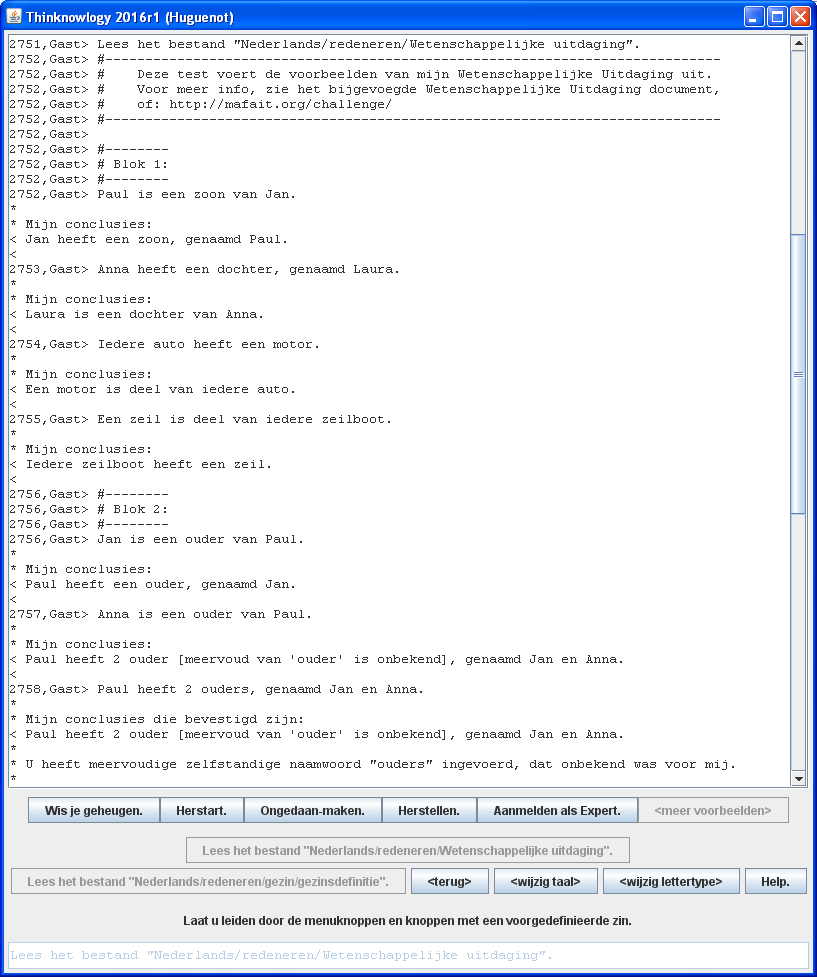 Thinknowlogy 2016r1 (Huguenot)
2751,Gast> Lees het bestand "Nederlands/redeneren/Wetenschappelijke uitdaging".
2752,Gast> #-----------------------------------------------------------------------------
2752,Gast> #    Deze test voert de voorbeelden van mijn Wetenschappelijke Uitdaging uit.
2752,Gast> #    Voor meer info, zie het bijgevoegde Wetenschappelijke Uitdaging document,
2752,Gast> #    of: http://mafait.org/challenge/
2752,Gast> #-----------------------------------------------------------------------------
2752,Gast>
2752,Gast> #--------
2752,Gast> # Blok 1:
2752,Gast> #--------
2752,Gast> Paul is een zoon van Jan.
*
* Mijn conclusies:
< Jan heeft een zoon, genaamd Paul.
<
2753,Gast> Anna heeft een dochter, genaamd Laura.
*
* Mijn conclusies:
< Laura is een dochter van Anna.
<
2754,Gast> Iedere auto heeft een motor.
*
* Mijn conclusies:
< Een motor is deel van iedere auto.
<
2755,Gast> Een zeil is deel van iedere zeilboot.
*
* Mijn conclusies:
< Iedere zeilboot heeft een zeil.
<
2756,Gast> #--------
2756,Gast> # Blok 2:
2756,Gast> #--------
2756,Gast> Jan is een ouder van Paul.
*
* Mijn conclusies:
< Paul heeft een ouder, genaamd Jan.
<
2757,Gast> Anna is een ouder van Paul.
*
* Mijn conclusies:
< Paul heeft 2 ouder [meervoud van 'ouder' is onbekend], genaamd Jan en Anna.
<
2758,Gast> Paul heeft 2 ouders, genaamd Jan en Anna.
*
* Mijn conclusies die bevestigd zijn:
< Paul heeft 2 ouder [meervoud van 'ouder' is onbekend], genaamd Jan en Anna.
*
* U heeft meervoudige zelfstandige naamwoord "ouders" ingevoerd, dat onbekend was voor mij.
*
Wis je geheugen. Herstart. Ongedaan-maken. Herstellen. Aanmelden als Expert. <meer voorbeelden>
Lees het bestand "Nederlands/redeneren/Wetenschappelijke uitdaging".
Lees het bestand "Nederlands/redeneren/gezin/gezinsdefinitie". <terug> <wijzig taal> <wijzig lettertype> Help.
Laat u leiden door de menuknoppen en knoppen met een voorgedefinieerde zin.
Lees het bestand "Nederlands/redeneren/Wetenschappelijke uitdaging".